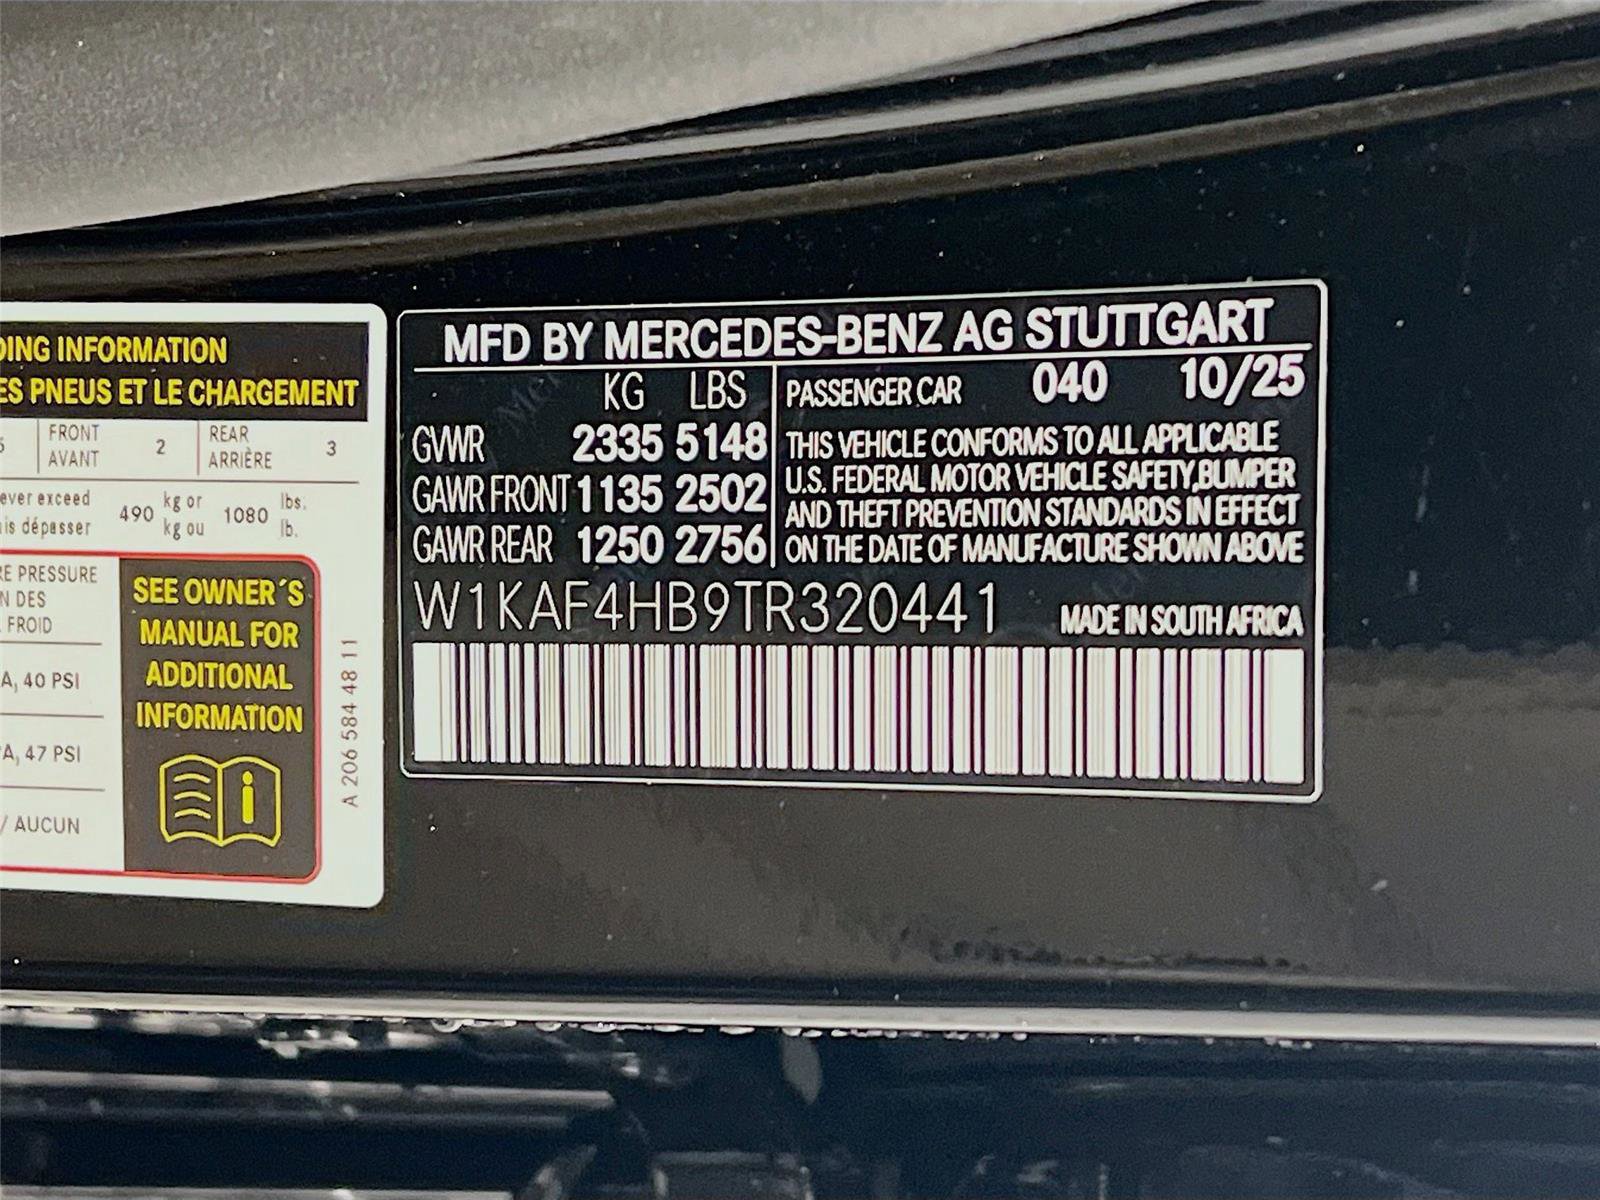 DING INFORMATION
ES PNEUS ET LE CHARGEMENT
FRONT
AVANT
2
REAR
ARRIÈRE
3
ever exceed
is dépasser
490
kg or
kg ou
1080
lbs.
lb.
E PRESSURE
N DES
FROID
A, 40 PSI
A, 47 PSI
/ AUCUN
SEE OWNER´S
MANUAL FOR
ADDITIONAL
INFORMATION
A 206 584 48 11
MFD BY MERCEDES-BENZ AG STUTTGART
KG LBS
GVWR 2335 5148
GAWR FRONT 1135 2502
GAWR REAR 1250 2756
PASSENGER CAR 040 10/25
THIS VEHICLE CONFORMS TO ALL APPLICABLE
U.S. FEDERAL MOTOR VEHICLE SAFETY,BUMPER
AND THEFT PREVENTION STANDARDS IN EFFECT
ON THE DATE OF MANUFACTURE SHOWN ABOVE
W1KAF4HB9TR320441
MADE IN SOUTH AFRICA